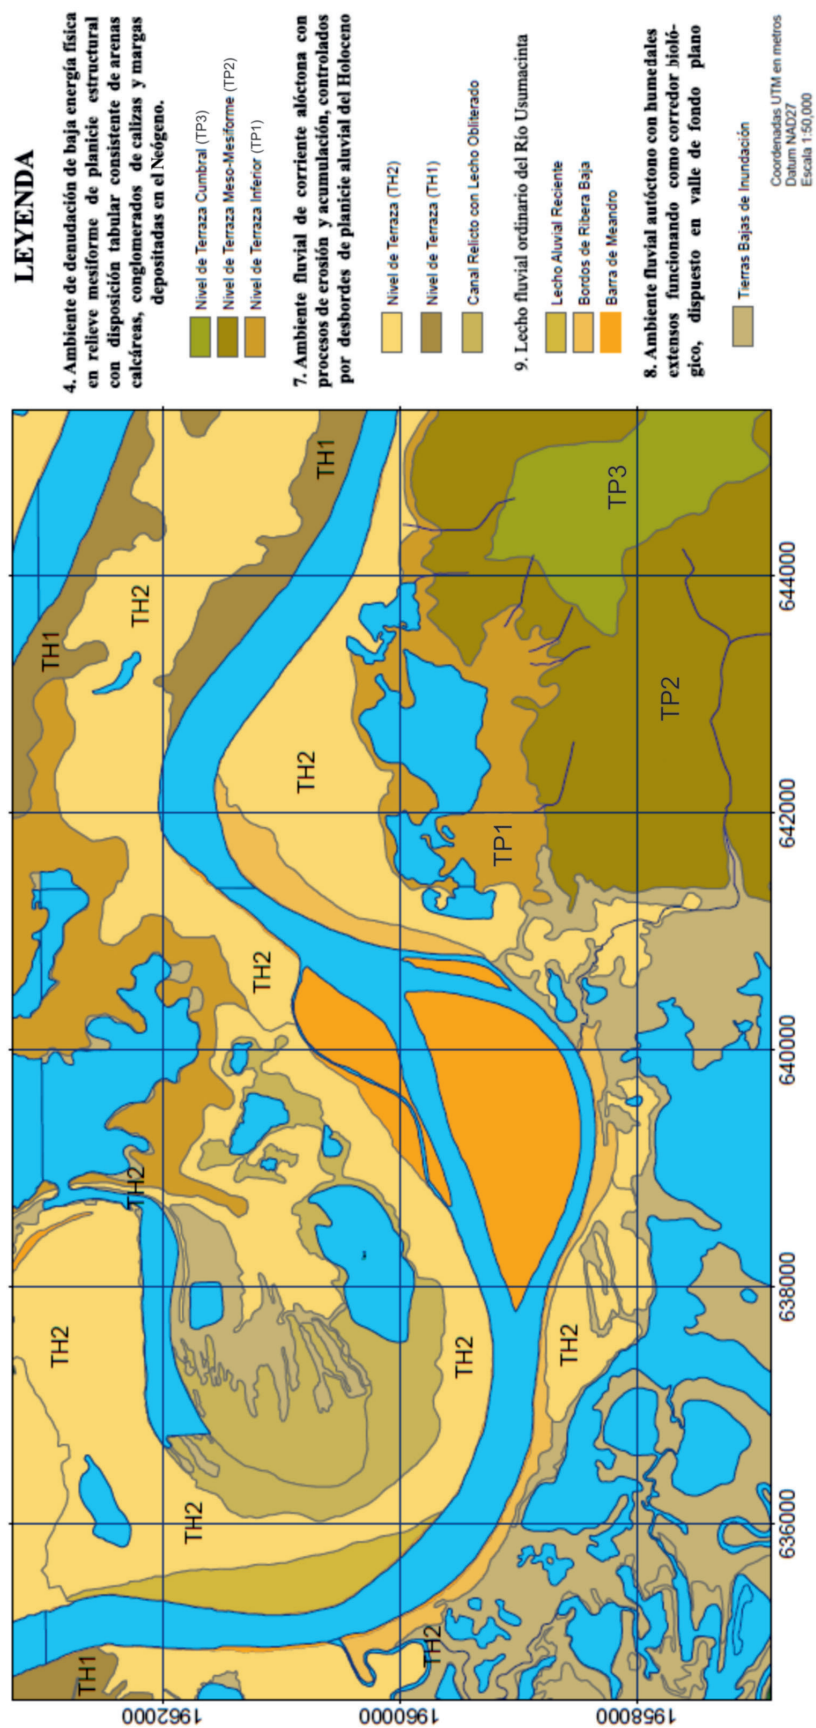 LEYENDA
4. Ambiente de denudación de baja energía física
en relieve mesiforme de planicie estructural
con disposición tabular consistente de arenas
calcáreas, conglomerados de calizas y margas
depositadas en el Neógeno.
Nivel de Terraza Cumbral (TP3)
Nivel de Terraza Meso-Mesiforme (TP2)
Nivel de Terraza Inferior (TP1)
7. Ambiente fluvial de corriente alóctona con
procesos de erosión y acumulación, controlados
por desbordes de planicie aluvial del Holoceno
Nivel de Terraza (TH2)
Nivel de Terraza (TH1)
Canal Relicto con Lecho Obliterado
9. Lecho fluvial ordinario del Río Usumacinta
Lecho Aluvial Reciente
Bordos de Ribera Baja
Barra de Meandro
8. Ambiente fluvial autóctono con humedales
extensos funcionando como corredor bioló-
gico, dispuesto en valle de fondo plano
Tierras Bajas de Inundación
Coordenadas UTM en metros
Datum NAD27
Escala 1:50,000
TH1
TH2
TH1
TH2
TH2
TH2
TH2
TH2
TH2
TH2
TH2
TH1
TP1
TP2
TP3
636000
638000
640000
642000
644000
1962000
1960000
1958000